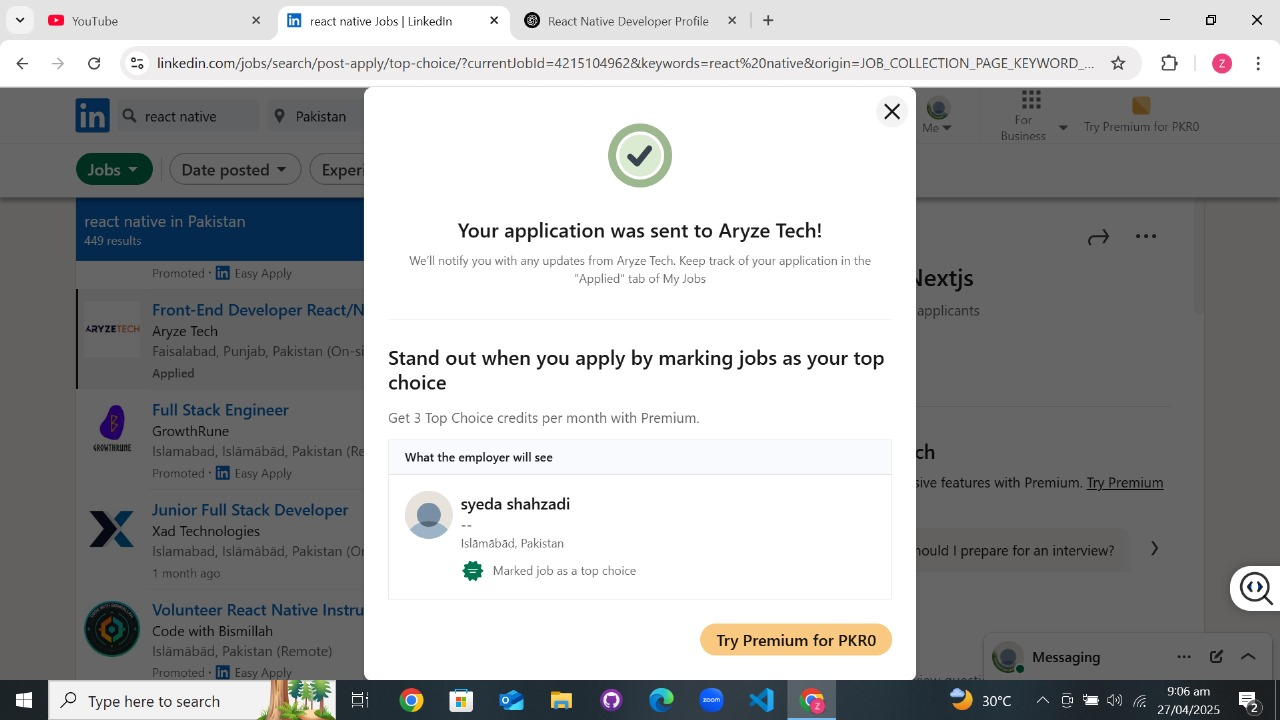 YouTube
react native Jobs | LinkedIn
React Native Developer Profile
linkedin.com/jobs/search/post-apply/top-choice/?currentJobId=4215104962&keywords=react%20native&origin=JOB_COLLECTION_PAGE_KEYWORD_...
Z
in
react native
Pakistan
Me
For
Business
Try Premium for PKR0
Jobs
Date posted
Experi
react native in Pakistan
449 results
Promoted · in Easy Apply
Front-End Developer React/N
ARYZETECH
Aryze Tech
Faisalabad, Punjab, Pakistan (On-si
Applied
Full Stack Engineer
GROWTHRUNE
GrowthRune
Islamabad, Islāmābād, Pakistan (Re
Promoted · in Easy Apply
Junior Full Stack Developer
Xad Technologies
Islamabad, Islāmābād, Pakistan (On
1 month ago
Volunteer React Native Instru
Code with Bismillah
Islāmābād, Pakistan (Remote)
Promoted · in Easy Apply
Your application was sent to Aryze Tech!
We'll notify you with any updates from Aryze Tech. Keep track of your application in the
"Applied" tab of My Jobs
Stand out when you apply by marking jobs as your top
choice
Get 3 Top Choice credits per month with Premium.
What the employer will see
syeda shahzadi
--
Islāmābād, Pakistan
Marked job as a top choice
Try Premium for PKR0
Nextjs
applicants
ch
sive features with Premium. Try Premium
hould I prepare for an interview?
Messaging
Type here to search
zoom
Z
30°C
9:06 am
27/04/2025
2